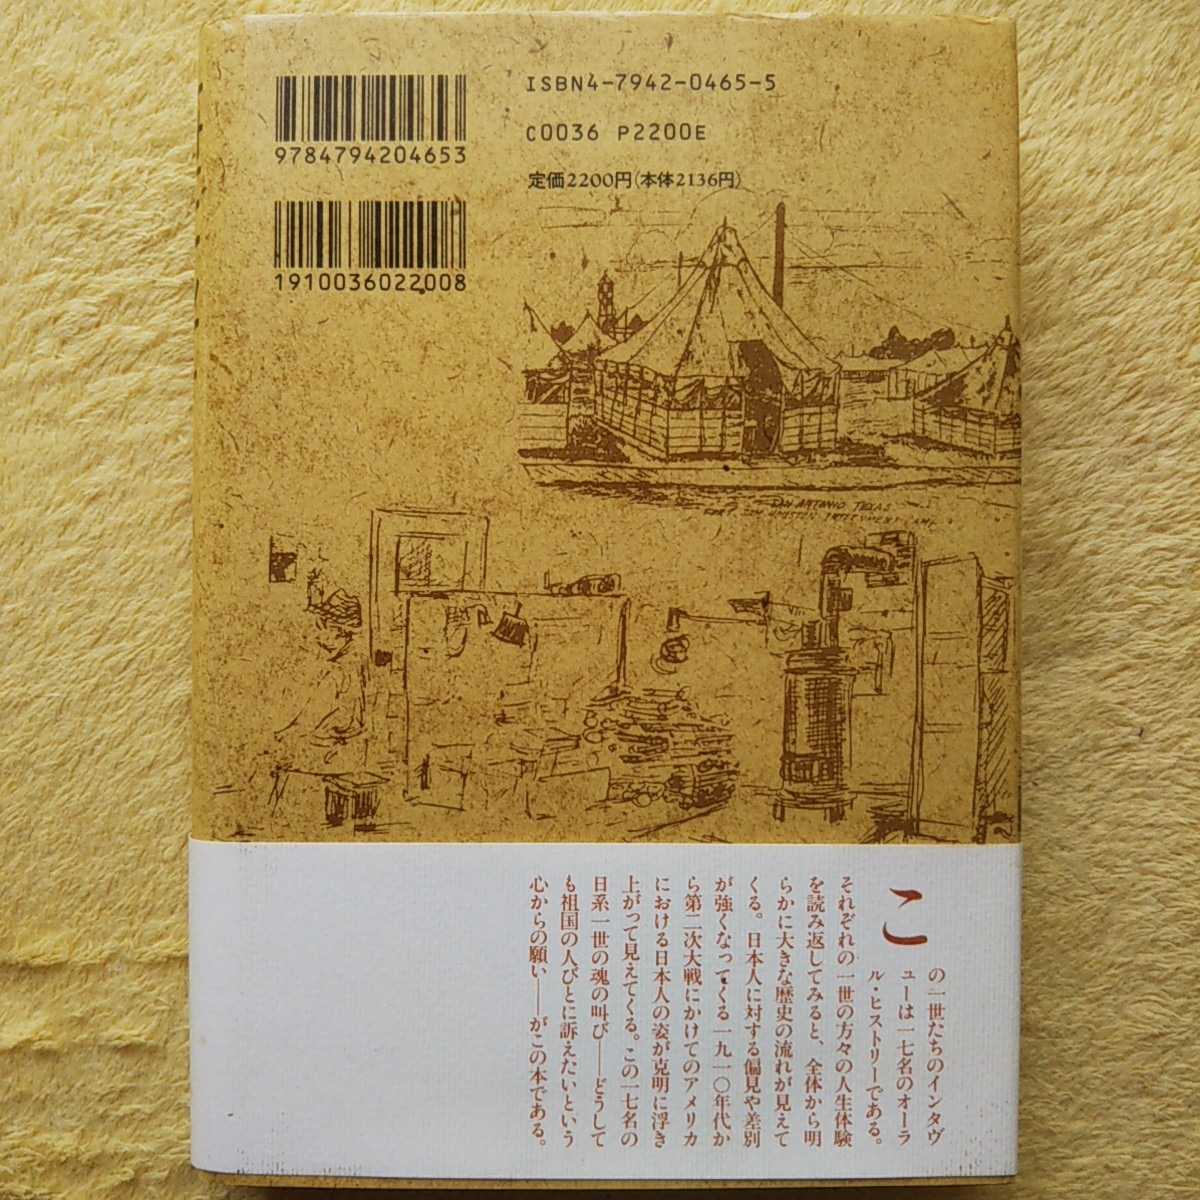 ISBN4-7942-0465-5
C0036 P2200E
定価2200円(本体2136円)
9784794204653
1910036022008
SAN ANTONIO TEXAS
この一世たちのインタヴ
ューは一七名のオーラ
ル・ヒストリーである。
それぞれの一世の方々の人生体験
を読み返してみると、全体から明
らかに大きな歴史の流れが見えて
くる。日本人に対する偏見や差別
が強くなってくる一九一〇年代か
ら第二次大戦にかけてのアメリカ
における日本人の姿が克明に浮き
上がって見えてくる。この一七名の
日系一世の魂の叫び——どうして
も祖国の人びとに訴えたいという
心からの願い——がこの本である。